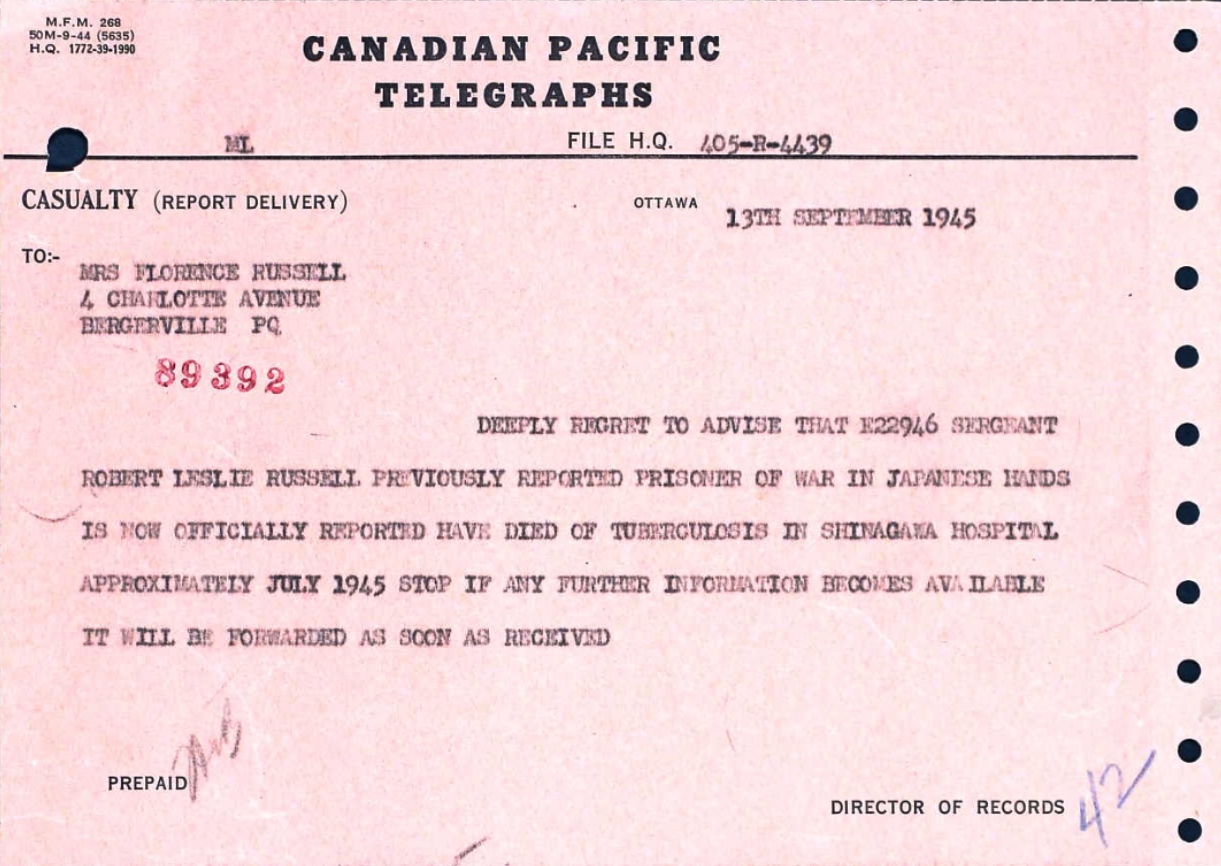 M.F.M. 268
50M-9-44 (5635)
H.Q. 1772-39-1990
CANADIAN PACIFIC
TELEGRAPHS
ML
FILE H.Q. 405-R-4439
CASUALTY (REPORT DELIVERY)
OTTAWA 13TH SEPTEMBER 1945
TO:-
MRS FLORENCE RUSSELL
4 CHARLOTTE AVENUE
BERGERVILLE PQ
89392
DEEPLY REGRET TO ADVISE THAT E22946 SERGEANT
ROBERT LESLIE RUSSELL PREVIOUSLY REPORTED PRISONER OF WAR IN JAPANESE HANDS
IS NOW OFFICIALLY REPORTED HAVE DIED OF TUBERCULOSIS IN SHINAGAWA HOSPITAL
APPROXIMATELY JULY 1945 STOP IF ANY FURTHER INFORMATION BECOMES AVAILABLE
IT WILL BE FORWARDED AS SOON AS RECEIVED
PREPAID
DIRECTOR OF RECORDS
42